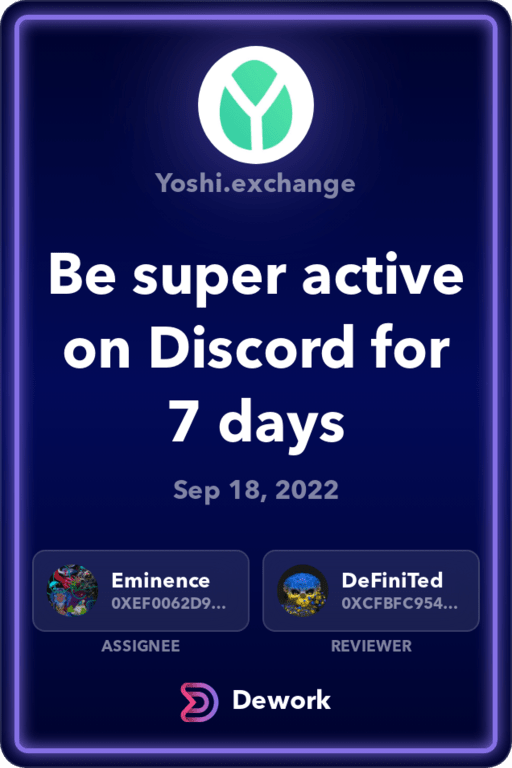 Yoshi.exchange
Be super active
on Discord for
7 days
Sep 18, 2022
Eminence
0XEF0062D9...
ASSIGNEE
DeFiniTed
0XCFBFC954...
REVIEWER
Dework